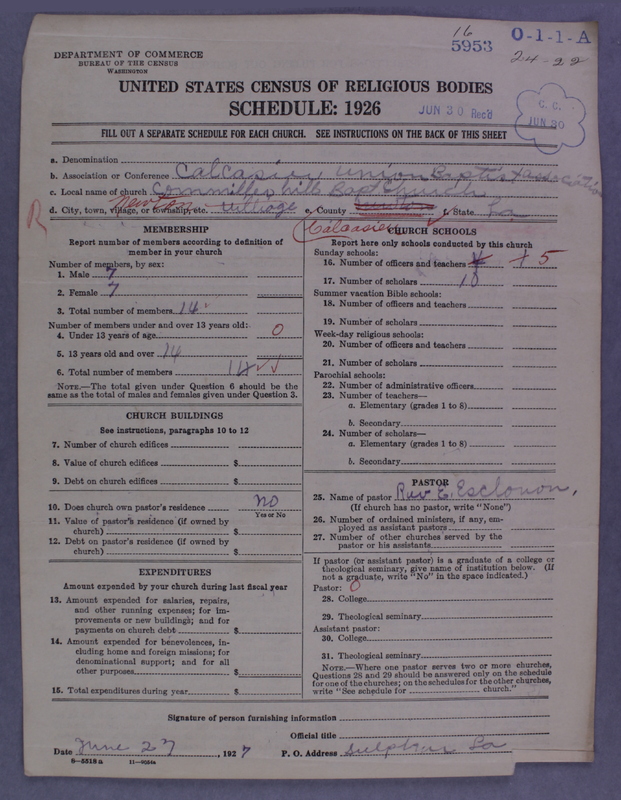 16
5953
O-1-1-A
24-22
DEPARTMENT OF COMMERCE
BUREAU OF THE CENSUS
WASHINGTON
UNITED STATES CENSUS OF RELIGIOUS BODIES
SCHEDULE: 1926
JUN 30 Rec'd
C. C.
JUN 30
FILL OUT A SEPARATE SCHEDULE FOR EACH CHURCH. SEE INSTRUCTIONS ON THE BACK OF THIS SHEET
a. Denomination
b. Association or Conference Calcasieu Union Baptist Association
c. Local name of church hill Bapt Church
d. City, town, village, or township, etc. Newton village e. County Calcasieu f. State La
R
MEMBERSHIP
Report number of members according to definition of member in your church
Number of members, by sex:
1. Male 7
2. Female 7
3. Total number of members 14
Number of members under and over 13 years old:
4. Under 13 years of age 0
5. 13 years old and over 14
6. Total number of members 14
NOTE.—The total given under Question 6 should be the same as the total of males and females given under Question 3.
CHURCH BUILDINGS
See instructions, paragraphs 10 to 12
7. Number of church edifices
8. Value of church edifices $
9. Debt on church edifices $
10. Does church own pastor's residence no
Yes or No
11. Value of pastor's residence (if owned by church) $
12. Debt on pastor's residence (if owned by church) $
EXPENDITURES
Amount expended by your church during last fiscal year
13. Amount expended for salaries, repairs, and other running expenses; for improvements or new buildings; and for payments on church debt $
14. Amount expended for benevolences, including home and foreign missions; for denominational support; and for all other purposes $
15. Total expenditures during year $
CHURCH SCHOOLS
Report here only schools conducted by this church
Sunday schools:
16. Number of officers and teachers 5
17. Number of scholars 10
Summer vacation Bible schools:
18. Number of officers and teachers
19. Number of scholars
Week-day religious schools:
20. Number of officers and teachers
21. Number of scholars
Parochial schools:
22. Number of administrative officers
23. Number of teachers—
a. Elementary (grades 1 to 8)
b. Secondary
24. Number of scholars—
a. Elementary (grades 1 to 8)
b. Secondary
PASTOR
25. Name of pastor Rev E. Esclovon,
(If church has no pastor, write "None")
26. Number of ordained ministers, if any, employed as assistant pastors
27. Number of other churches served by the pastor or his assistants
If pastor (or assistant pastor) is a graduate of a college or theological seminary, give name of institution below. (If not a graduate, write "No" in the space indicated.)
Pastor: 0
28. College
29. Theological seminary
Assistant pastor:
30. College
31. Theological seminary
NOTE.—Where one pastor serves two or more churches, Questions 28 and 29 should be answered only on the schedule for one of the churches; on the schedules for the other churches, write "See schedule for church."
Signature of person furnishing information
Official title
Date June 27, 1927 P. O. Address Sulphur La
8-5518 a 11-9024a